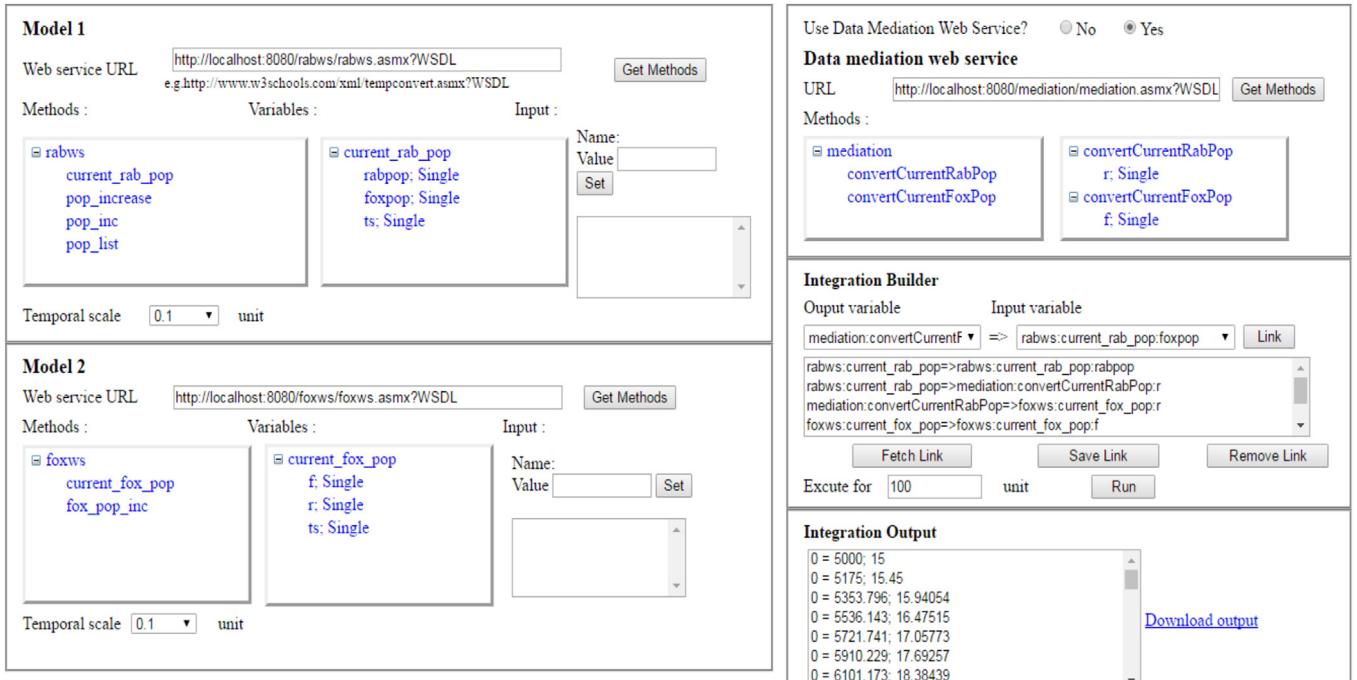 Model 1
Web service URL http://localhost:8080/rabws/rabws.asmx?WSDL Get Methods
e.g.http://www.w3schools.com/xml/tempconvert.asmx?WSDL
Methods : Variables : Input :
rabws
current_rab_pop
pop_increase
pop_inc
pop_list
current_rab_pop
rabpop; Single
foxpop; Single
ts; Single
Name:
Value
Set
Temporal scale 0.1 unit
Model 2
Web service URL http://localhost:8080/foxws/foxws.asmx?WSDL Get Methods
Methods : Variables : Input :
foxws
current_fox_pop
fox_pop_inc
current_fox_pop
f; Single
r; Single
ts; Single
Name:
Value Set
Temporal scale 0.1 unit
Use Data Mediation Web Service? No Yes
Data mediation web service
URL http://localhost:8080/mediation/mediation.asmx?WSDL Get Methods
Methods :
mediation
convertCurrentRabPop
convertCurrentFoxPop
convertCurrentRabPop
r; Single
convertCurrentFoxPop
f; Single
Integration Builder
Ouput variable Input variable
mediation:convertCurrentF => rabws:current_rab_pop:foxpop Link
rabws:current_rab_pop=>rabws:current_rab_pop:rabpop
rabws:current_rab_pop=>mediation:convertCurrentRabPop:r
mediation:convertCurrentRabPop=>foxws:current_fox_pop:r
foxws:current_fox_pop=>foxws:current_fox_pop:f
Fetch Link Save Link Remove Link
Excute for 100 unit Run
Integration Output
0 = 5000; 15
0 = 5175; 15.45
0 = 5353.796; 15.94054
0 = 5536.143; 16.47515
0 = 5721.741; 17.05773
0 = 5910.229; 17.69257
0 = 6101.173; 18.38439
Download output